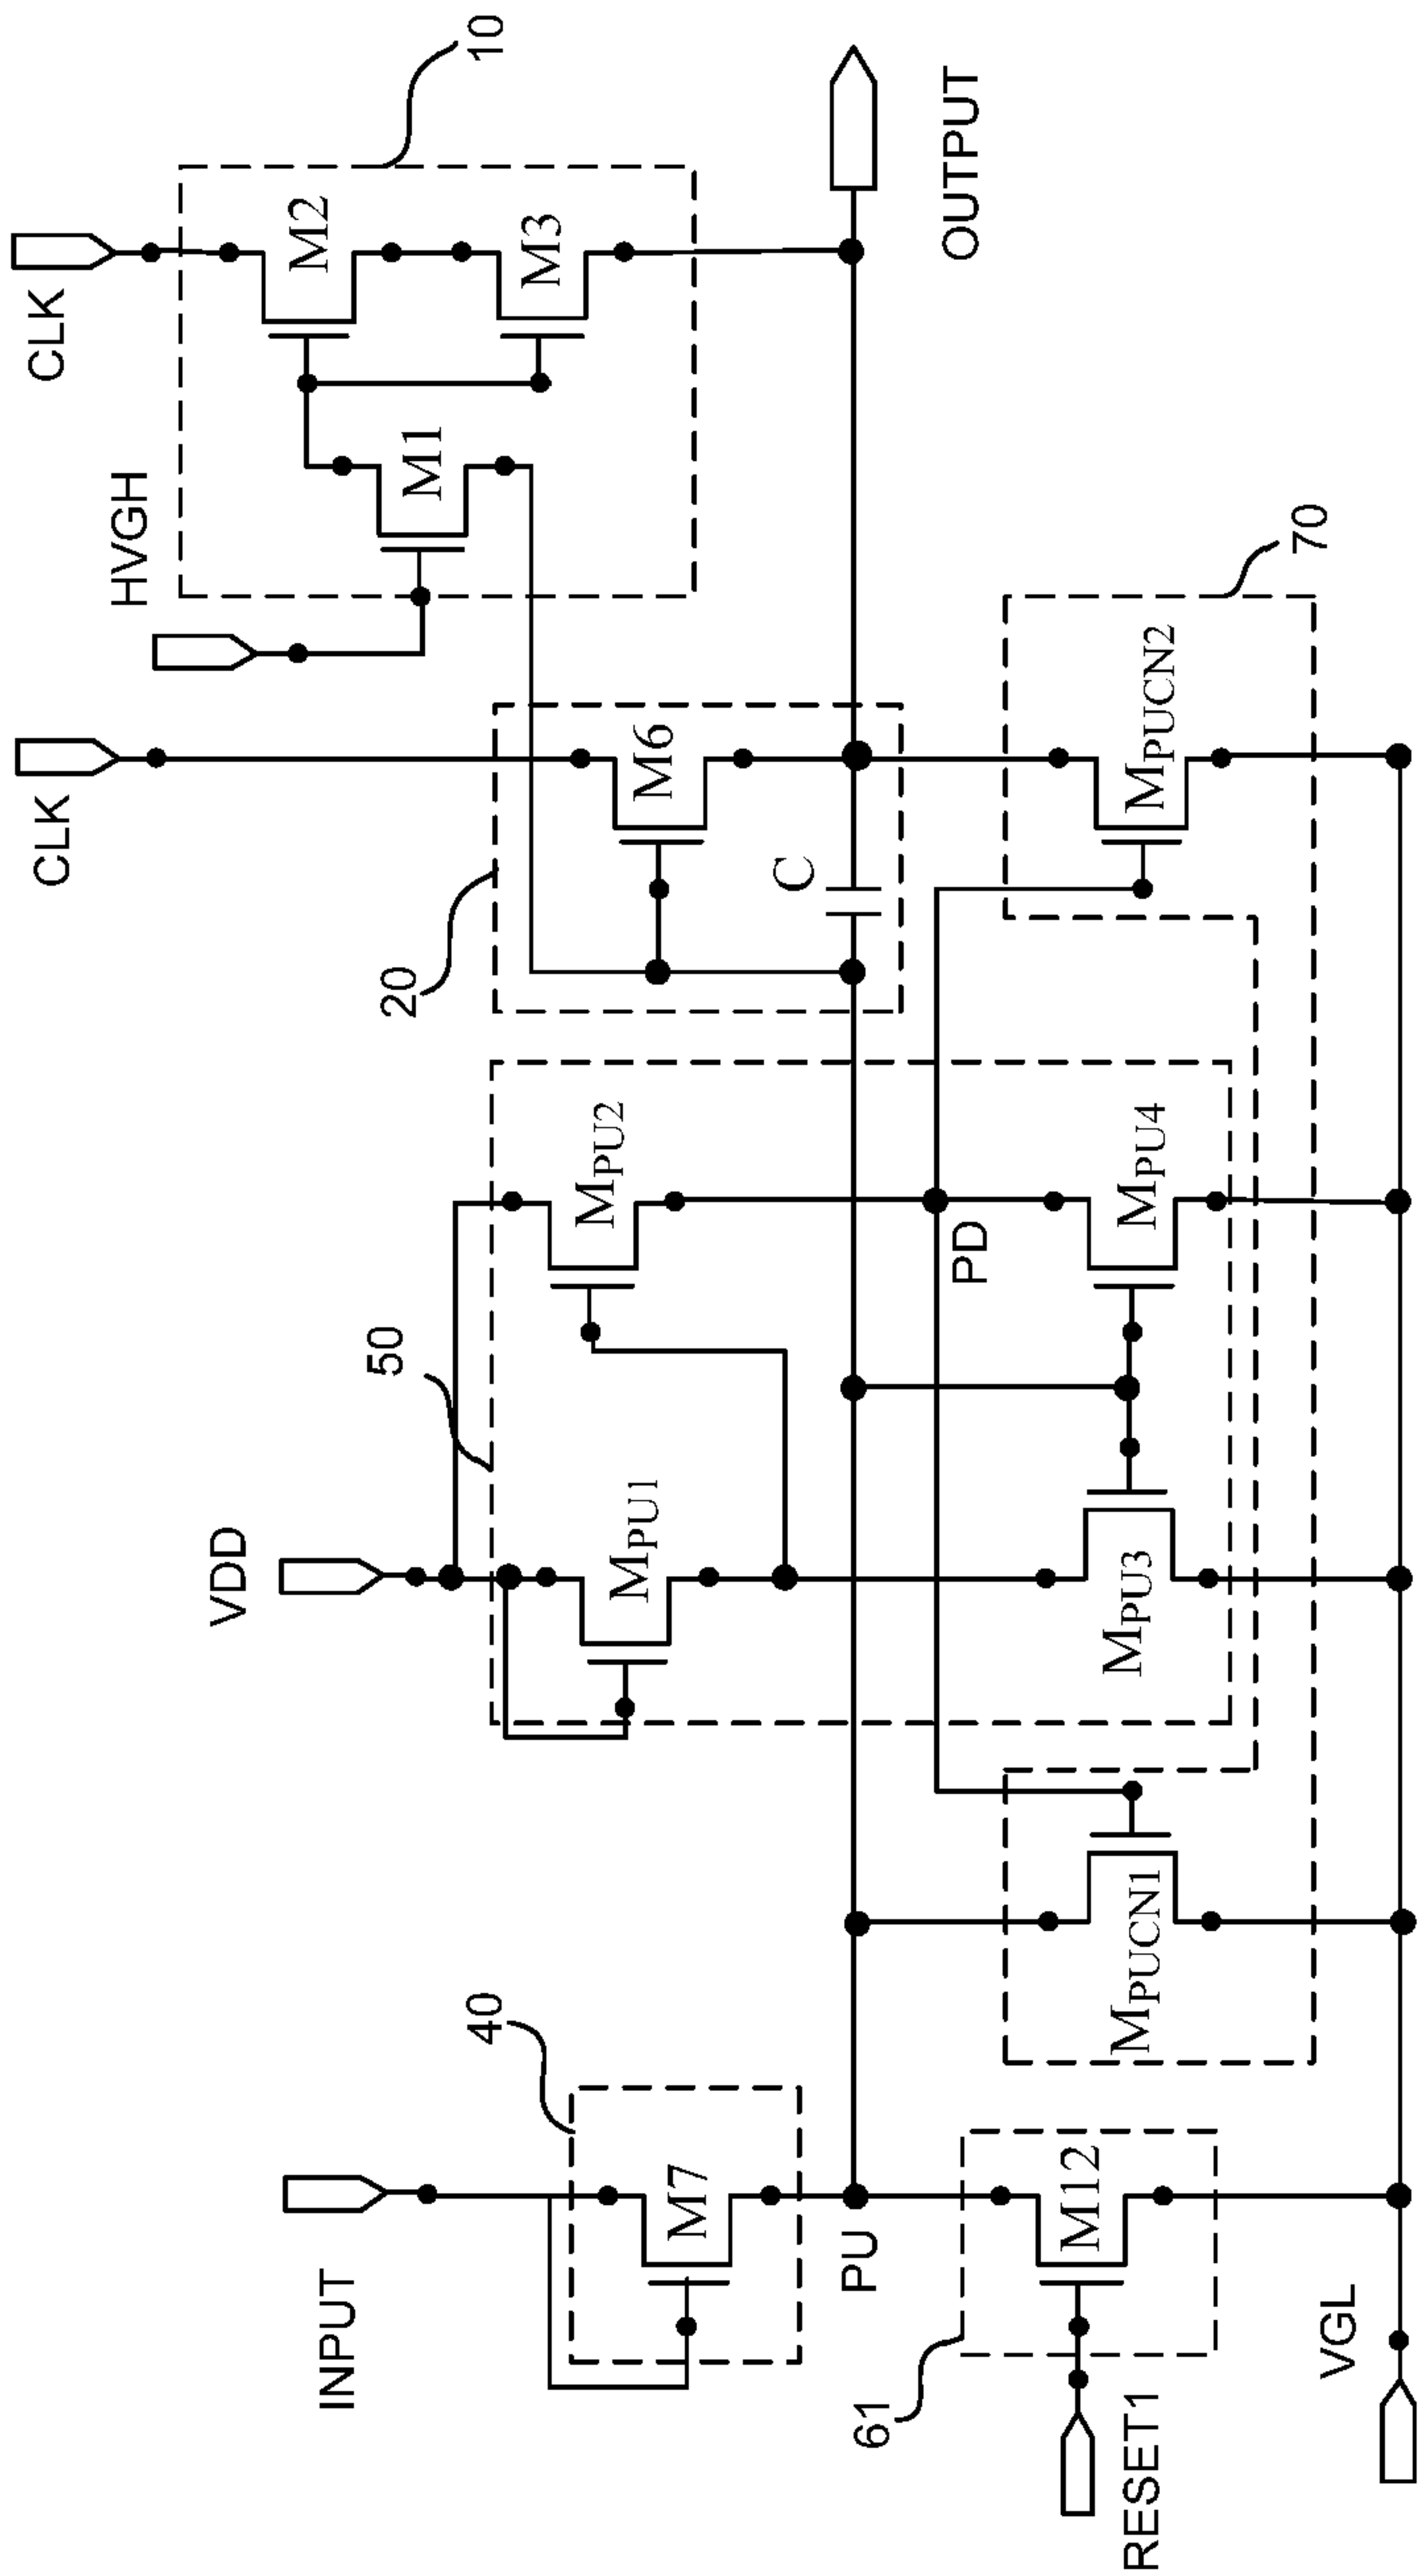 CLK
10
M2
M3
HVGH
M1
OUTPUT
CLK
20
M6
C
70
MPUCN2
50
VDD
MPU1
MPU2
PD
MPU3
MPU4
40
INPUT
M7
PU
MPUCN1
61
M12
RESET1
VGL